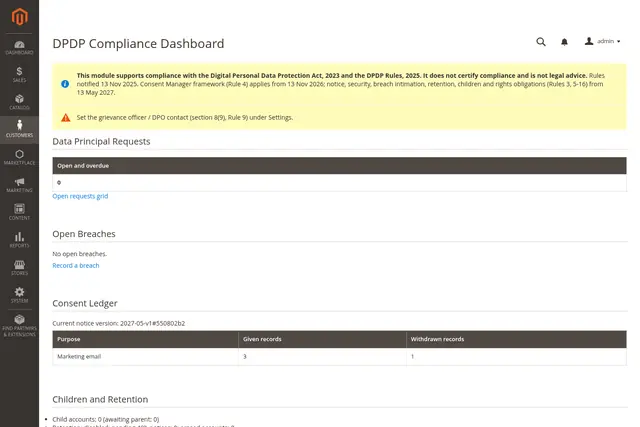 DPDP Compliance Dashboard
admin
DASHBOARD
SALES
CATALOG
CUSTOMERS
MARKETPLACE
MARKETING
CONTENT
REPORTS
STORES
SYSTEM
FIND PARTNERS
& EXTENSIONS
This module supports compliance with the Digital Personal Data Protection Act, 2023 and the DPDP Rules, 2025. It does not certify compliance and is not legal advice. Rules
notified 13 Nov 2025. Consent Manager framework (Rule 4) applies from 13 Nov 2026; notice, security, breach intimation, retention, children and rights obligations (Rules 3, 5-16) from
13 May 2027.
Set the grievance officer / DPO contact (section 8(9), Rule 9) under Settings.
Data Principal Requests
Open and overdue
0
Open requests grid
Open Breaches
No open breaches.
Record a breach
Consent Ledger
Current notice version: 2027-05-v1#550802b2
Purpose Given records Withdrawn records
Marketing email 3 1
Children and Retention
Child accounts: 0 (awaiting parent: 0)